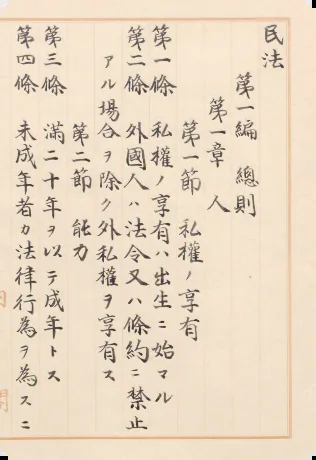 民法
第一編 總則
第一章 人
第一節 私權ノ享有
第一條 私權ノ享有ハ出生ニ始マル
第二條 外國人ハ法令又ハ條約ニ禁止
アル場合ヲ除ク外私權ヲ享有ス
第二節 能力
第三條 滿二十年ヲ以テ成年トス
第四條 未成年者カ法律行為ヲ為スニ